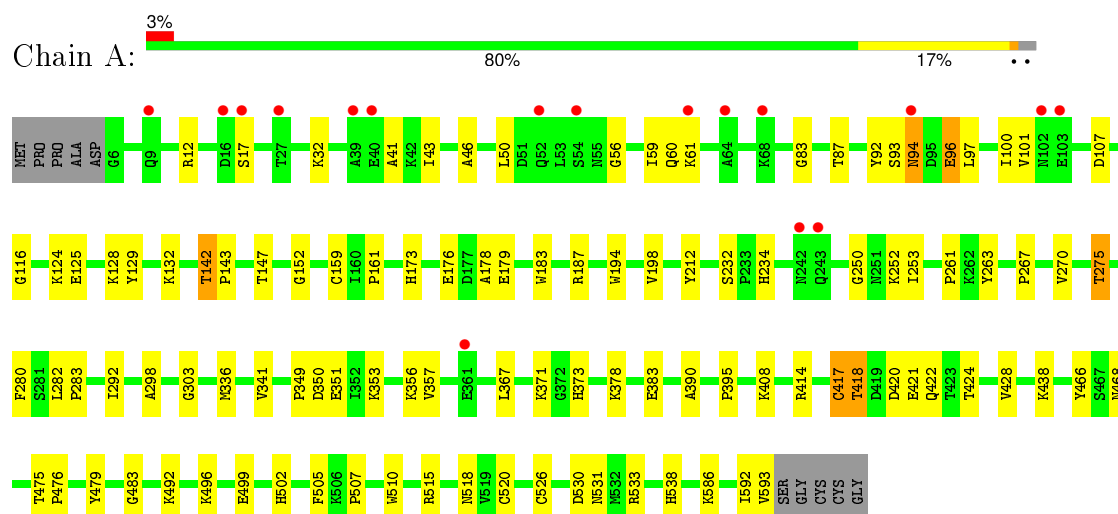 3%
Chain A:
80% 17% • •
MET PRO PRO ALA ASP G6 Q9 R12 D16 S17 T27 K32 A39 E40 A41 K42 I43 A46 L50 D51 Q52 L53 S54 N55 G56 I59 Q60 K61 A64 K68 G83 T87 Y92 S93 N94 D95 E96 L97 I100 V101 N102 E103 D107
G116 K124 E125 K128 Y129 K132 T142 P143 T147 G152 C159 I160 P161 H173 E176 D177 A178 E179 W183 R187 W194 V198 Y212 S232 P233 H234 N242 Q243 G250 N251 K252 I253 P261 K262 Y263 P267 V270 T275
F280 S281 L282 P283 I292 A298 G303 M336 V341 P349 D350 E351 I352 K353 K356 V357 E361 L367 K371 G372 H373 K378 E383 A390 P395 K408 R414 C417 T418 D419 D420 E421 Q422 T423 T424 V428 K438 Y466 S467 N468
T475 P476 Y479 G483 K492 K496 E499 H502 F505 K506 P507 W510 R515 N518 V519 C520 C526 D530 N531 M532 R533 H538 K586 I592 V593 SER GLY CYS CYS GLY